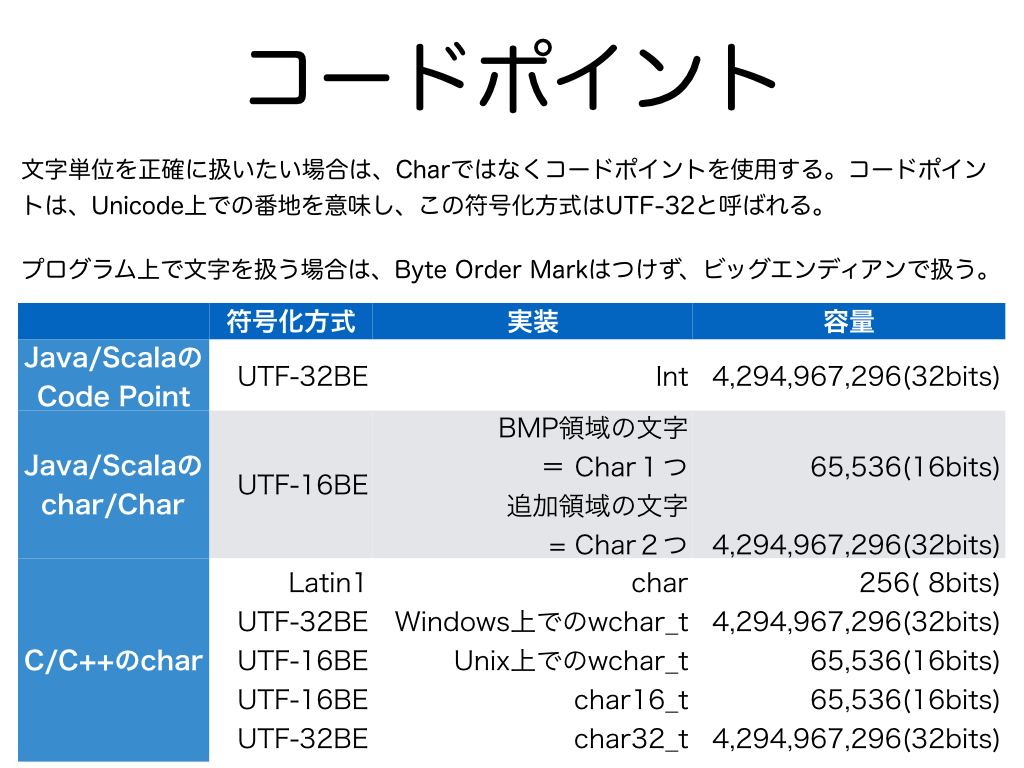 コードポイント
文字単位を正確に扱いたい場合は、Charではなくコードポイントを使用する。コードポイン
トは、Unicode上での番地を意味し、この符号化方式はUTF-32と呼ばれる。
プログラム上で文字を扱う場合は、Byte Order Markはつけず、ビッグエンディアンで扱う。
符号化方式 実装 容量
Java/Scalaの
Code Point
UTF-32BE Int 4,294,967,296(32bits)
Java/Scalaの
char/Char
UTF-16BE
BMP領域の文字
＝ Char１つ 65,536(16bits)
追加領域の文字
= Char２つ 4,294,967,296(32bits)
C/C++のchar
Latin1 char 256( 8bits)
UTF-32BE Windows上でのwchar_t 4,294,967,296(32bits)
UTF-16BE Unix上でのwchar_t 65,536(16bits)
UTF-16BE char16_t 65,536(16bits)
UTF-32BE char32_t 4,294,967,296(32bits)